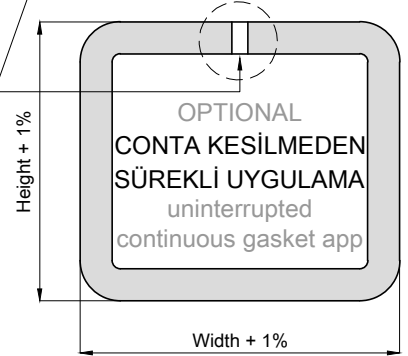 Height + 1%
OPTIONAL
CONTA KESİLMEDEN
SÜREKLİ UYGULAMA
uninterrupted
continuous gasket app
Width + 1%